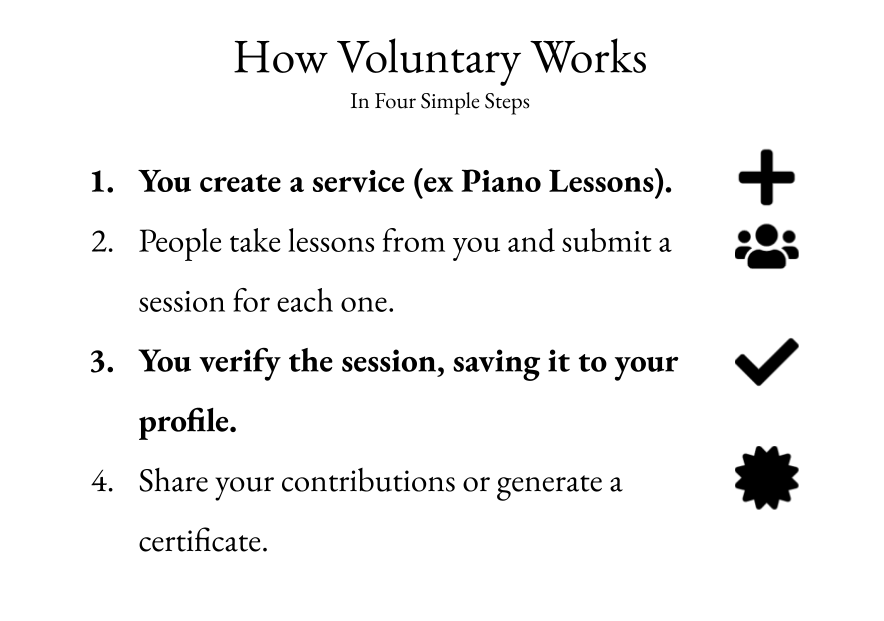 How Voluntary Works
In Four Simple Steps
1. You create a service (ex Piano Lessons).
2. People take lessons from you and submit a
session for each one.
3. You verify the session, saving it to your
profile.
4. Share your contributions or generate a
certificate.